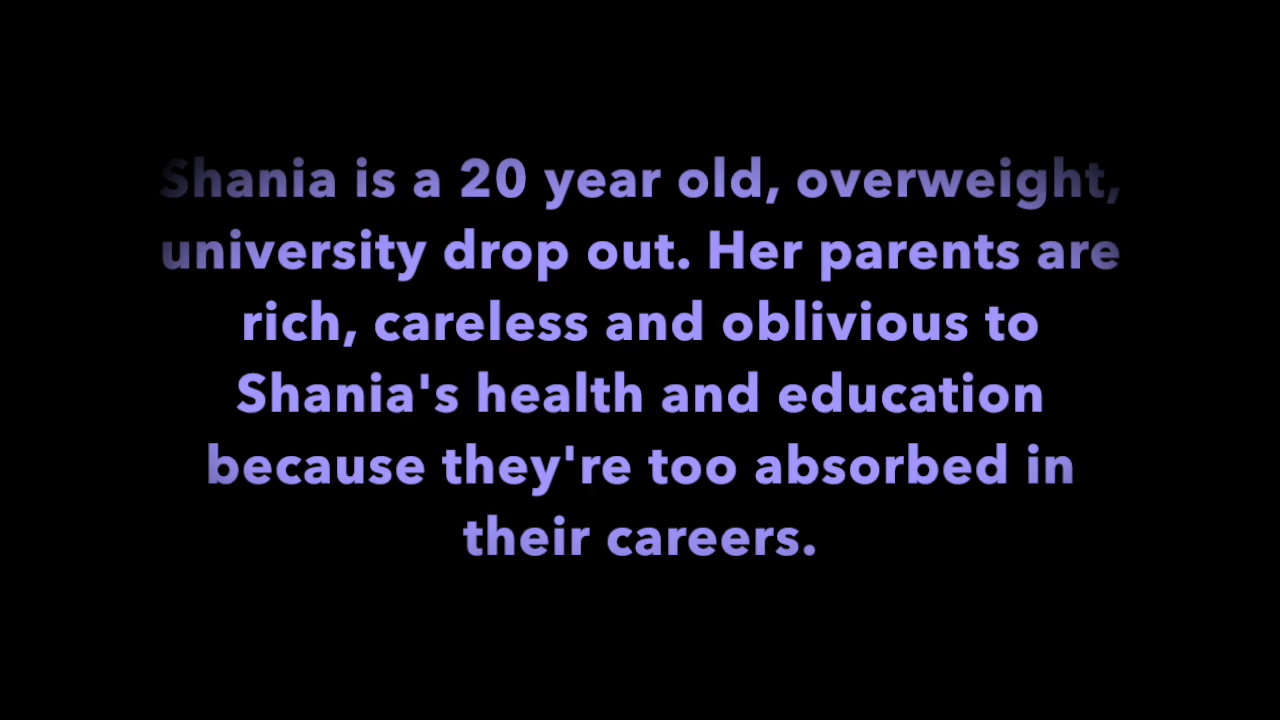 Shania is a 20 year old, overweight,
university drop out. Her parents are
rich, careless and oblivious to
Shania's health and education
because they're too absorbed in
their careers.